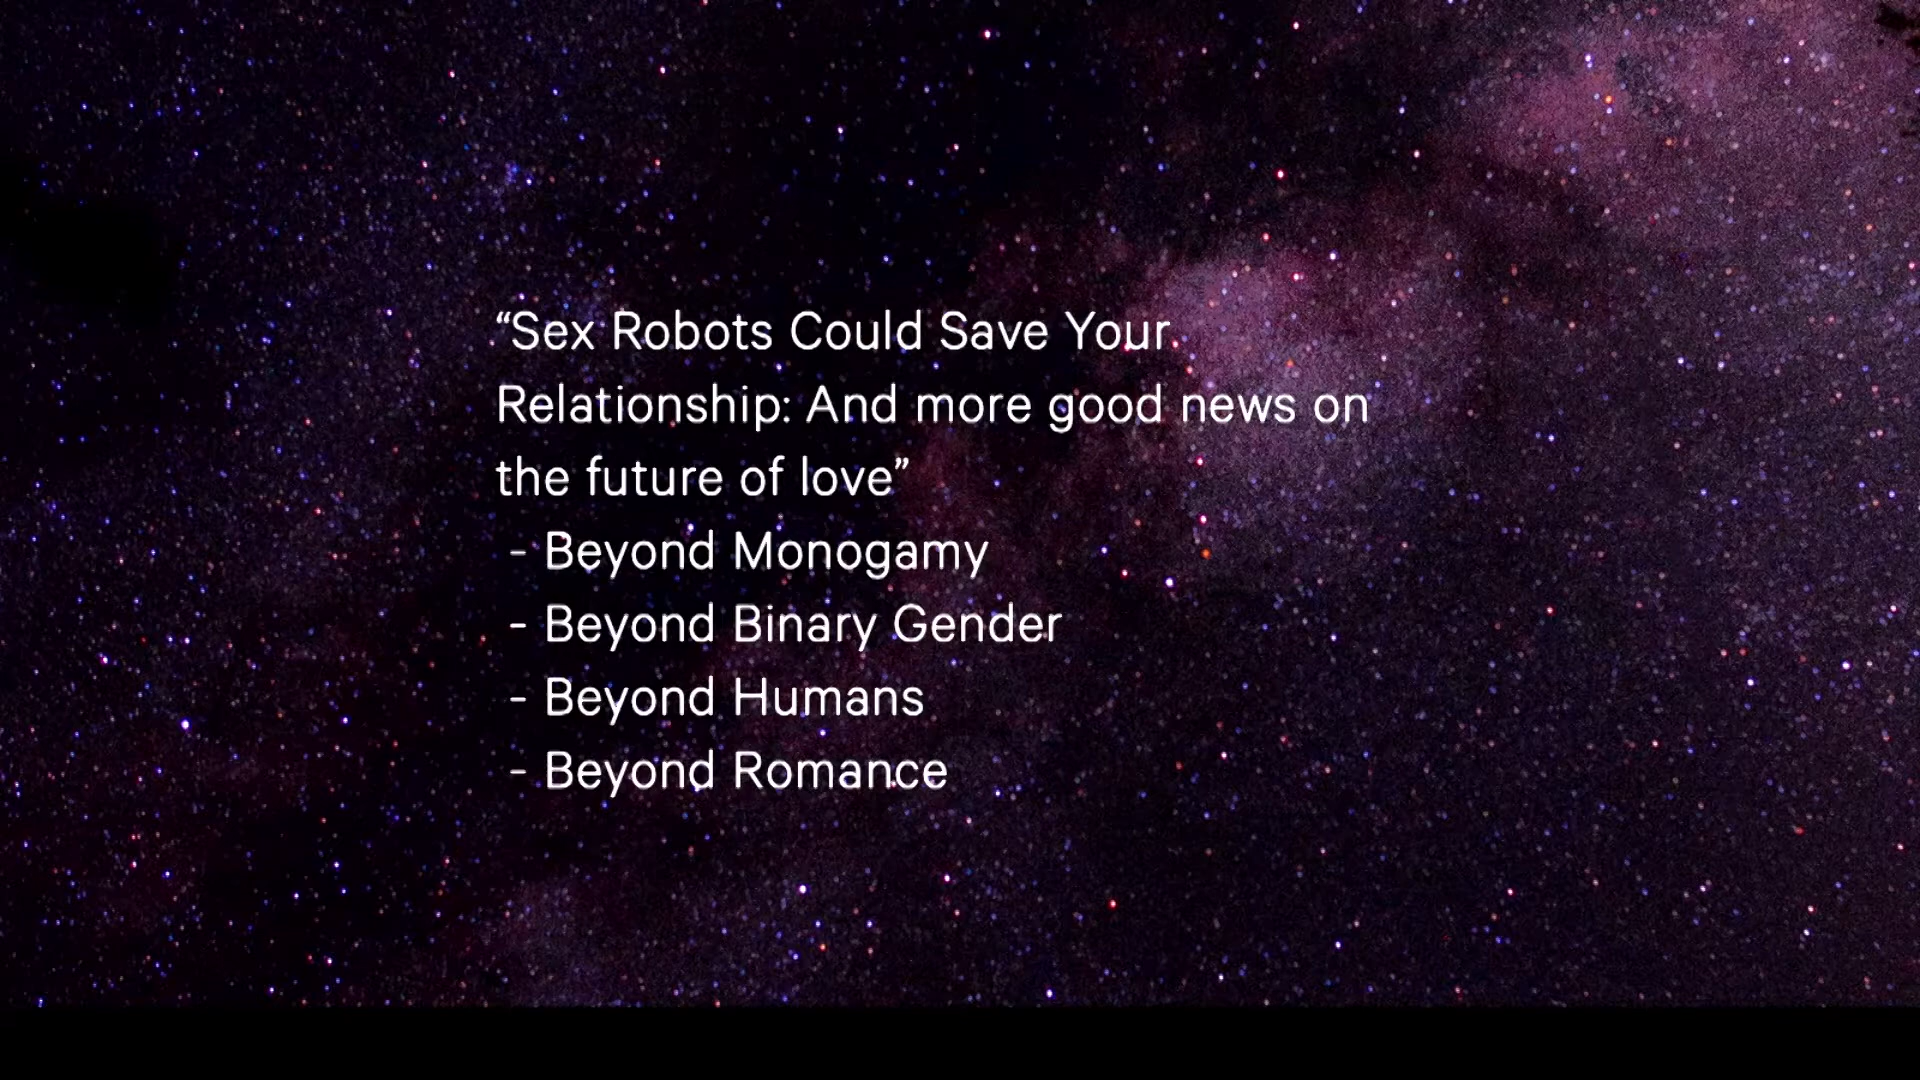 “Sex Robots Could Save Your
Relationship: And more good news on
the future of love”
- Beyond Monogamy
- Beyond Binary Gender
- Beyond Humans
- Beyond Romance